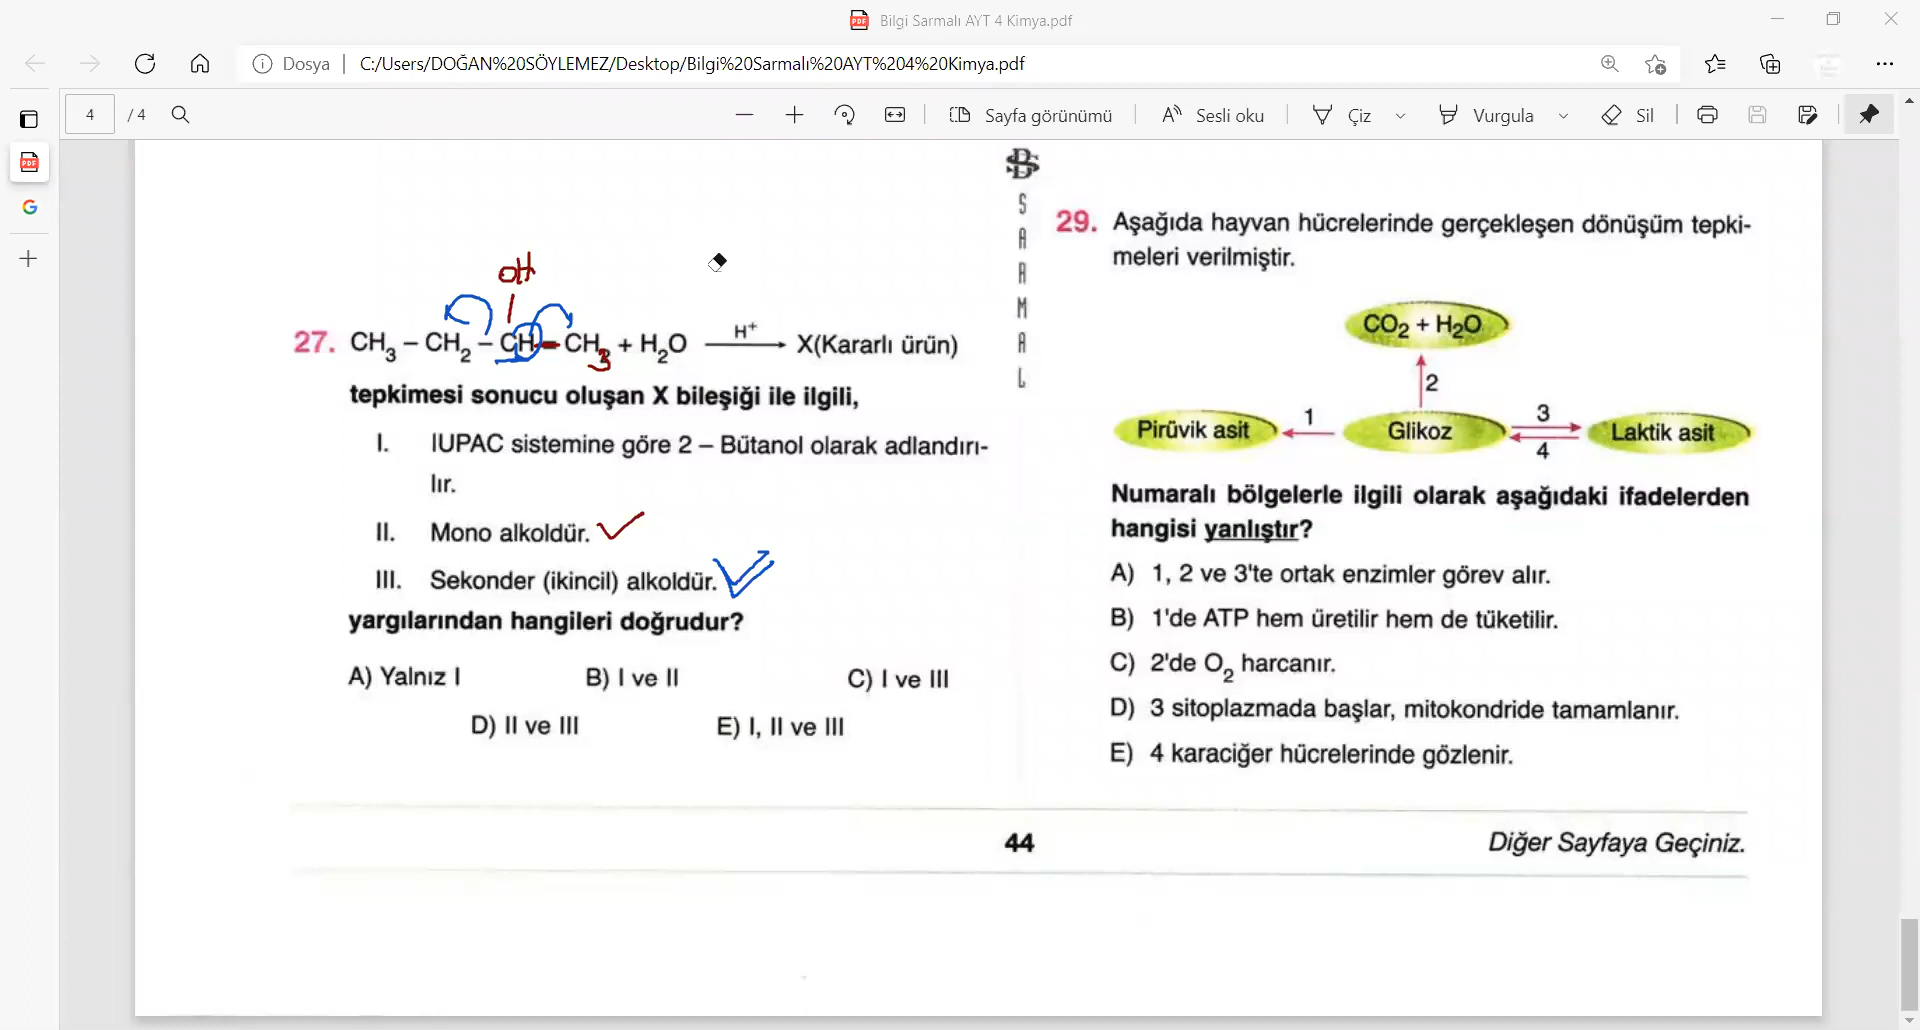 Bilgi Sarmalı AYT 4 Kimya.pdf
Dosya | C:/Users/DOĞAN%20SÖYLEMEZ/Desktop/Bilgi%20Sarmalı%20AYT%204%20Kimya.pdf
4 / 4 Sayfa görünümü Sesli oku Çiz Vurgula Sil
SARMAL
OH
27. CH3 – CH2 – CH – CH3 + H2O H+ X(Kararlı ürün)
tepkimesi sonucu oluşan X bileşiği ile ilgili,
I. IUPAC sistemine göre 2 – Bütanol olarak adlandırı-
lır.
II. Mono alkoldür.
III. Sekonder (ikincil) alkoldür.
yargılarından hangileri doğrudur?
A) Yalnız I B) I ve II C) I ve III
D) II ve III E) I, II ve III
29. Aşağıda hayvan hücrelerinde gerçekleşen dönüşüm tepki-
meleri verilmiştir.
CO2 + H2O
2
Pirüvik asit 1 Glikoz 3 Laktik asit
4
Numaralı bölgelerle ilgili olarak aşağıdaki ifadelerden
hangisi yanlıştır?
A) 1, 2 ve 3'te ortak enzimler görev alır.
B) 1'de ATP hem üretilir hem de tüketilir.
C) 2'de O2 harcanır.
D) 3 sitoplazmada başlar, mitokondride tamamlanır.
E) 4 karaciğer hücrelerinde gözlenir.
44
Diğer Sayfaya Geçiniz.